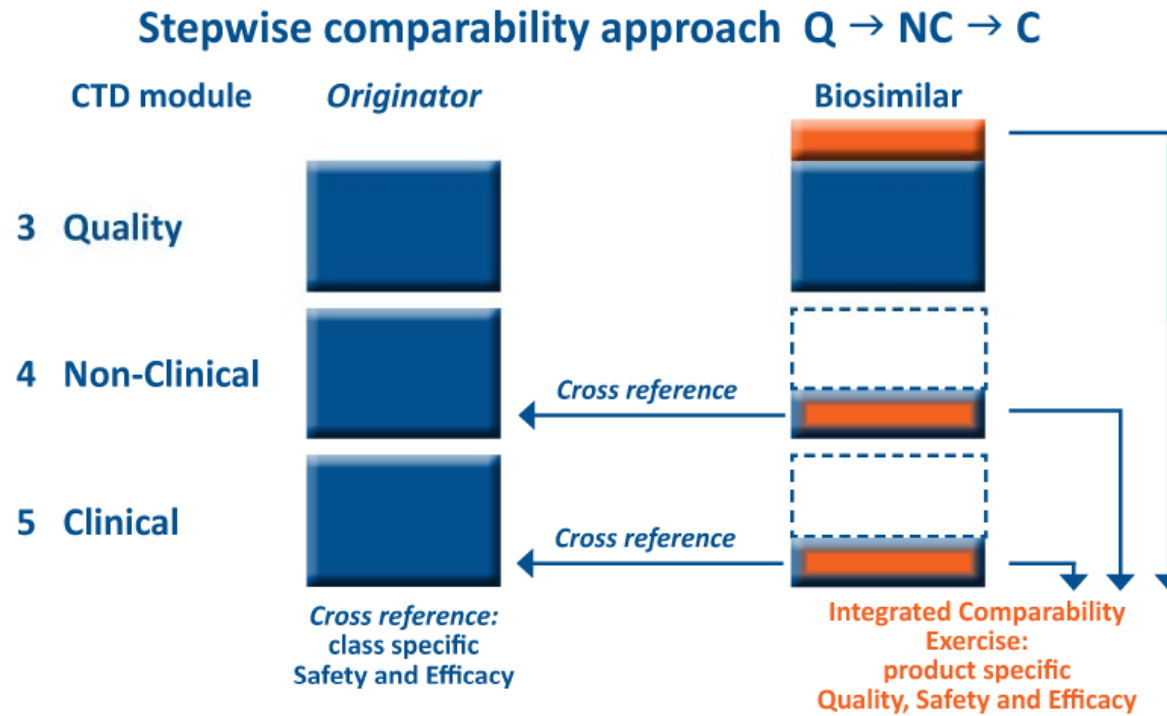 Stepwise comparability approach Q → NC → C
CTD module Originator Biosimilar
3 Quality
4 Non-Clinical
Cross reference
5 Clinical
Cross reference
Cross reference:
class specific
Safety and Efficacy
Integrated Comparability
Exercise:
product specific
Quality, Safety and Efficacy